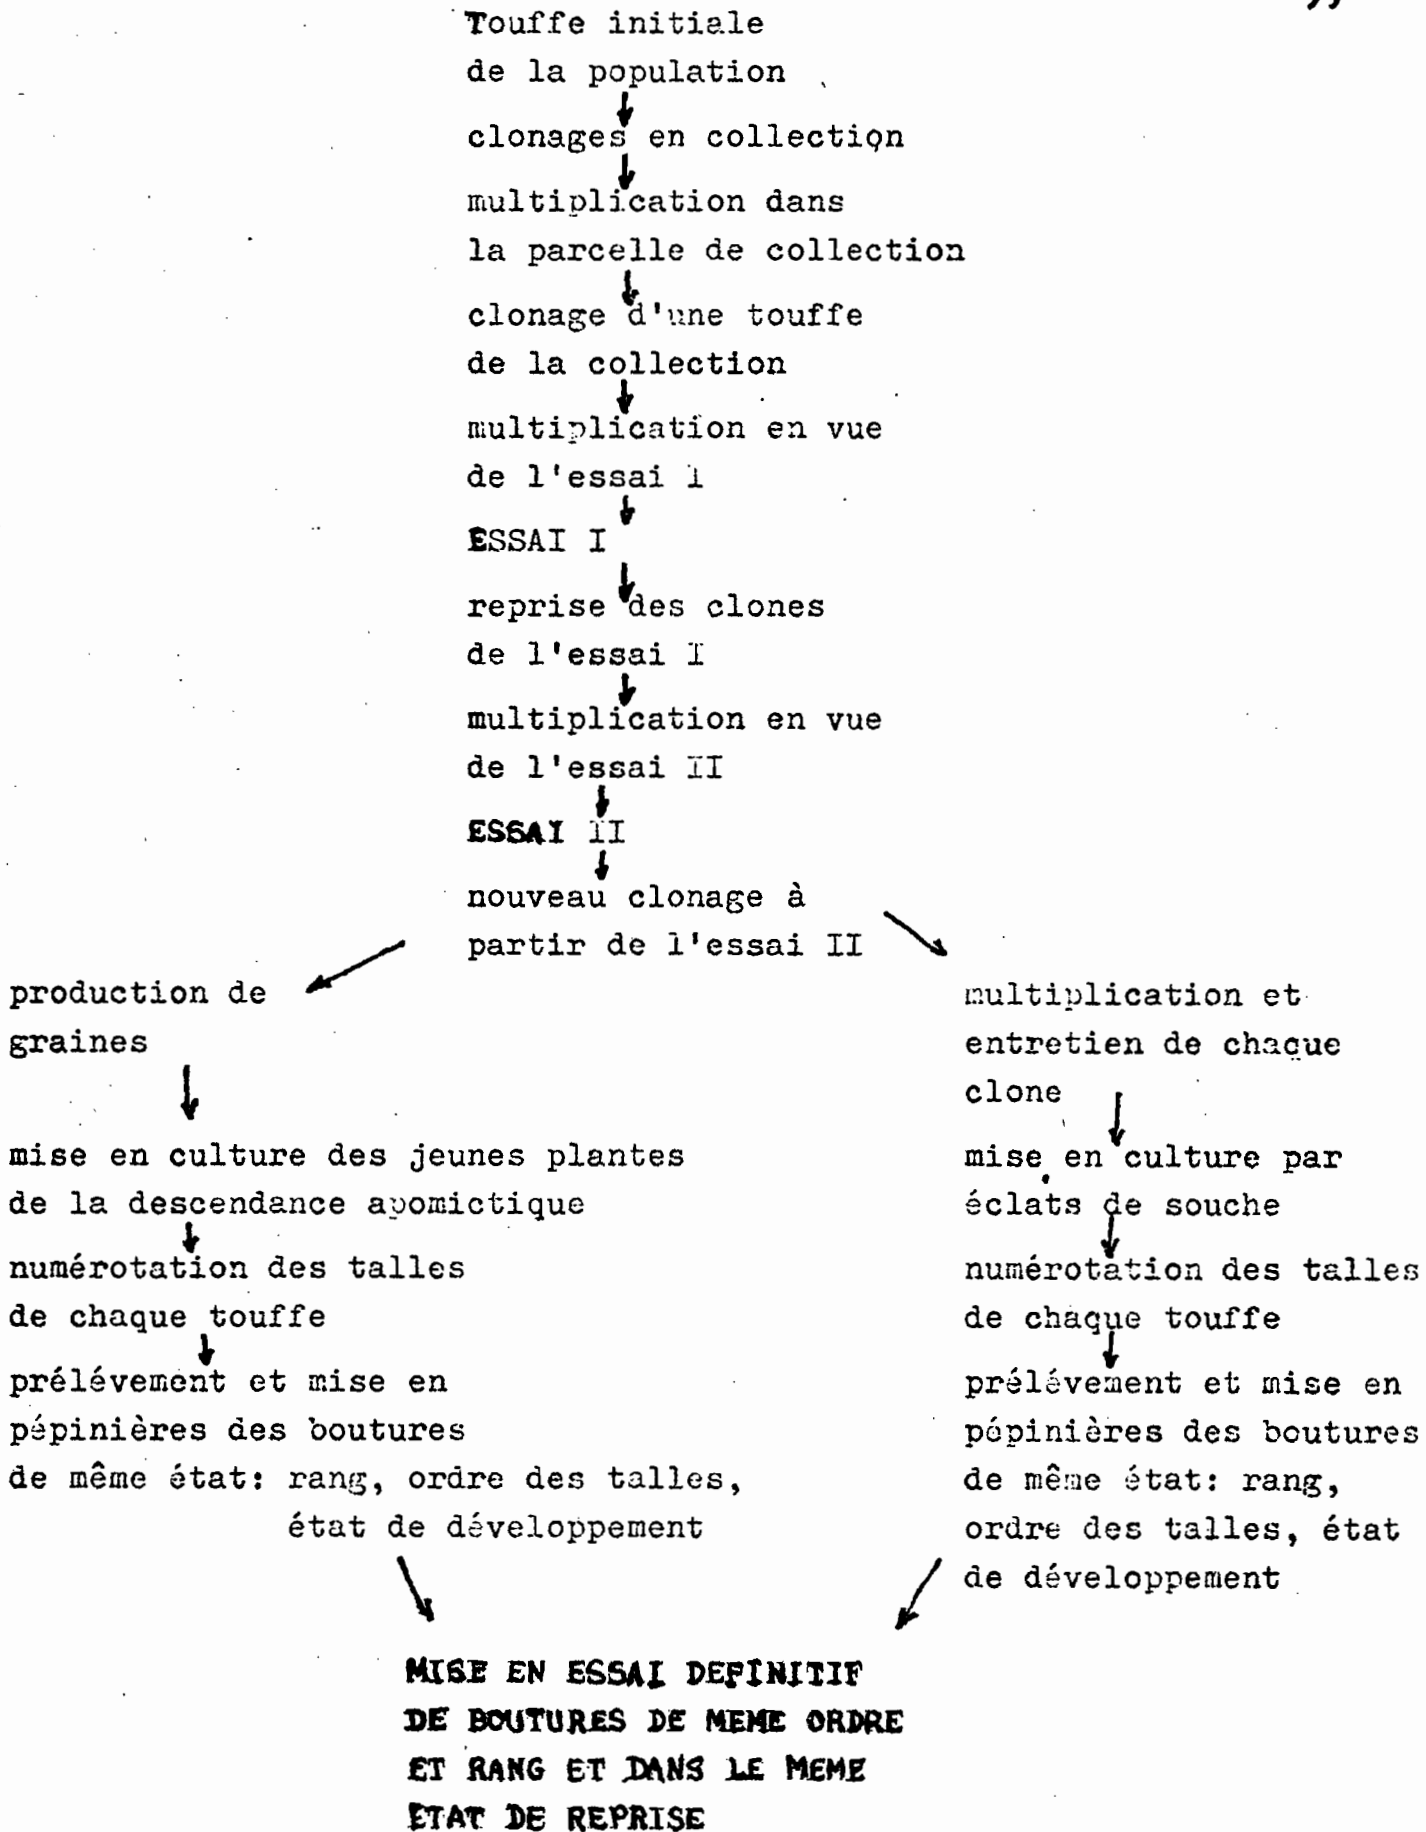 Touffe initiale
de la population
clonages en collection
multiplication dans
la parcelle de collection
clonage d'une touffe
de la collection
multiplication en vue
de l'essai I
ESSAI I
reprise des clones
de l'essai I
multiplication en vue
de l'essai II
ESSAI II
nouveau clonage à
partir de l'essai II
production de
graines
mise en culture des jeunes plantes
de la descendance apomictique
numérotation des talles
de chaque touffe
prélévement et mise en
pépinières des boutures
de même état: rang, ordre des talles,
état de développement
multiplication et
entretien de chaque
clone
mise en culture par
éclats de souche
numérotation des talles
de chaque touffe
prélévement et mise en
pépinières des boutures
de même état: rang,
ordre des talles, état
de développement
MISE EN ESSAI DEFINITIF
DE BOUTURES DE MEME ORDRE
ET RANG ET DANS LE MEME
ETAT DE REPRISE